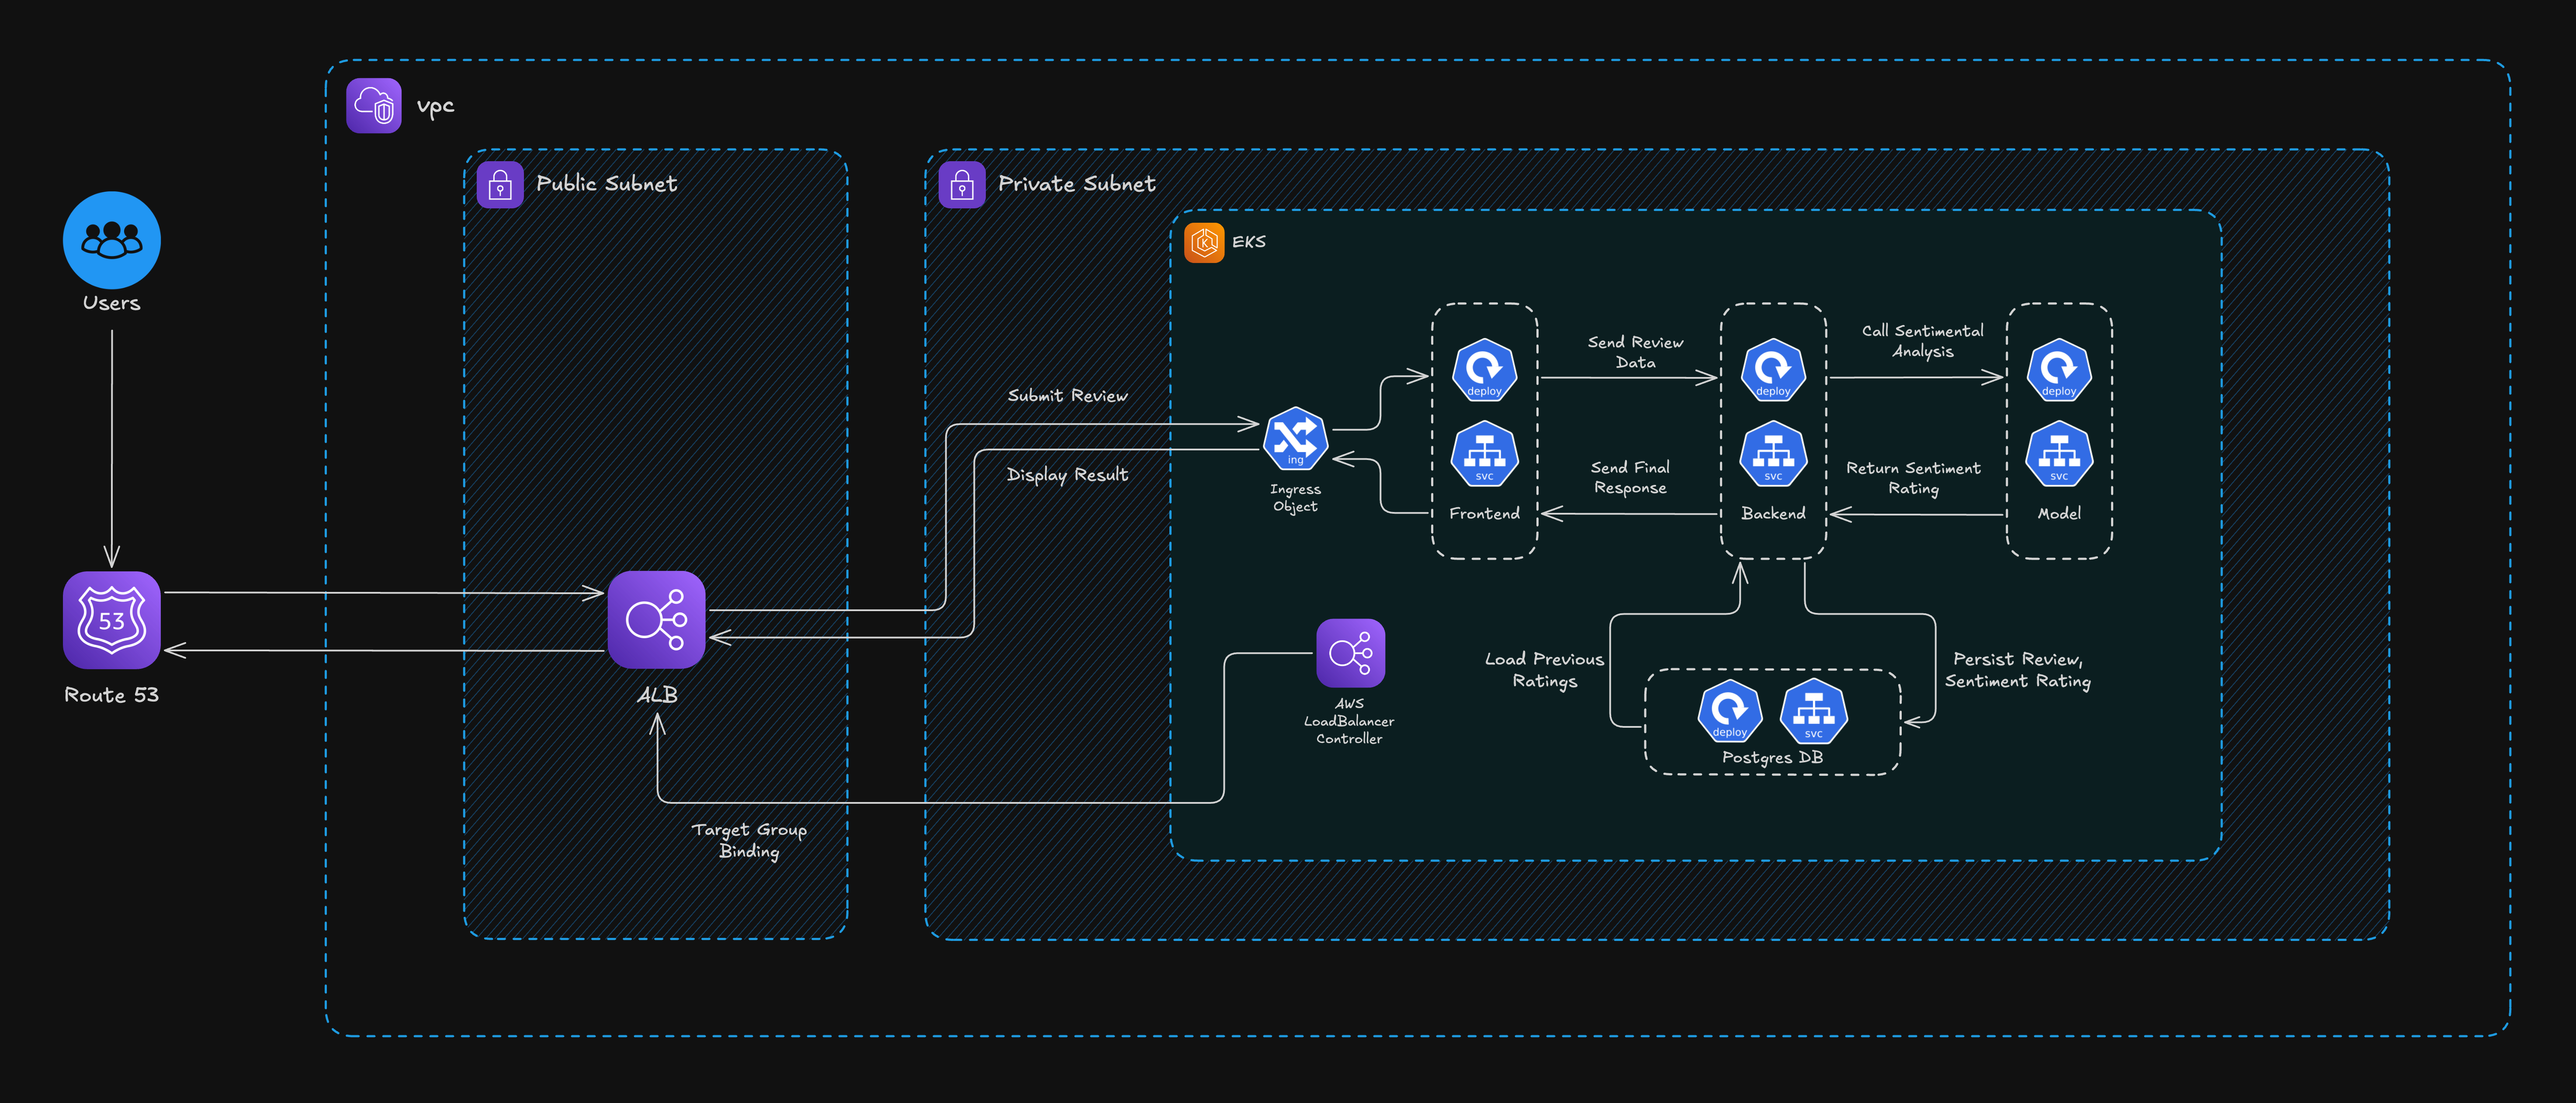 vpc
Public Subnet
Private Subnet
EKS
Users
53
Route 53
ALB
Submit Review
Display Result
ing
Ingress
Object
deploy
svc
Frontend
Send Review
Data
Send Final
Response
deploy
svc
Backend
Call Sentimental
Analysis
Return Sentiment
Rating
deploy
svc
Model
AWS
LoadBalancer
Controller
Target Group
Binding
Load Previous
Ratings
deploy
svc
Postgres DB
Persist Review,
Sentiment Rating